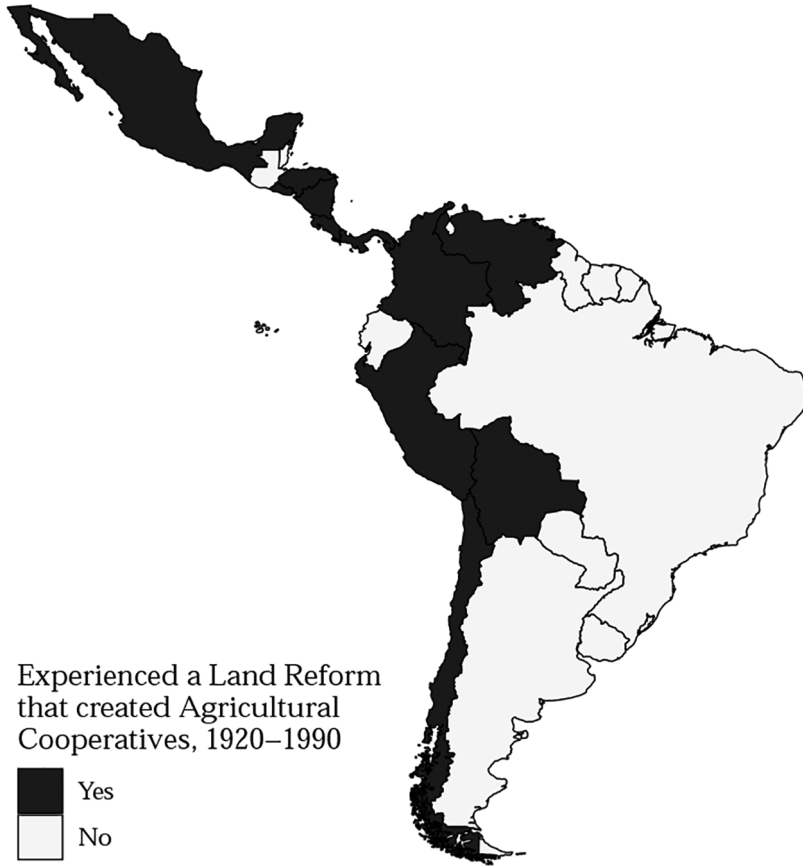 Experienced a Land Reform
that created Agricultural
Cooperatives, 1920–1990
Yes
No